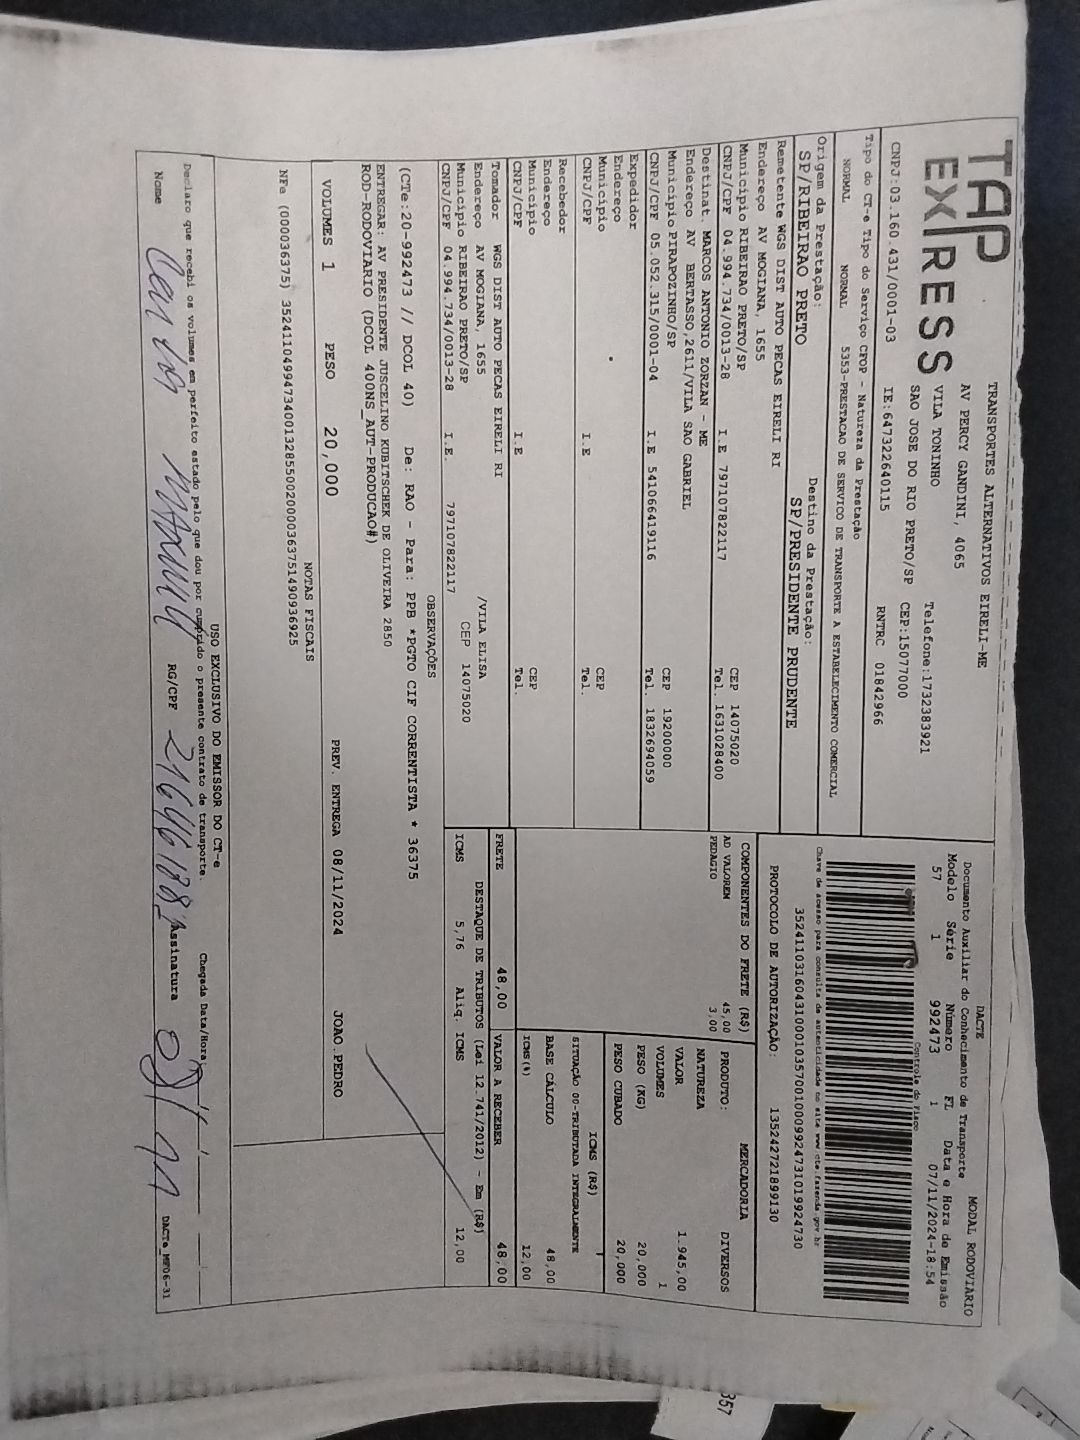 TAP
EXPRESS
TRANSPORTES ALTERNATIVOS EIRELI-ME
AV PERCY GANDINI, 4065
VILA TONINHO Telefone:1732383921
SAO JOSE DO RIO PRETO/SP CEP:15077000
CNPJ:03.160.431/0001-03 IE:647322640115 RNTRC 01842966
DACTE MODAL RODOVIARIO
Documento Auxiliar do Conhecimento de Transporte
Modelo Série Número FL Data e Hora de Emissão
57 1 992473 1 07/11/2024-18:54
Controle do Fisco
Tipo do CT-e Tipo do Serviço CFOP - Natureza da Prestação
NORMAL NORMAL 5353-PRESTACAO DE SERVICO DE TRANSPORTE A ESTABELECIMENTO COMERCIAL
Chave de acesso para consulta de autenticidade no site www.cte.fazenda.gov.br
35241103160431000103570010009924731019924730
PROTOCOLO DE AUTORIZAÇÃO: 135242721899130
Origem da Prestação: Destino da Prestação:
SP/RIBEIRAO PRETO SP/PRESIDENTE PRUDENTE
Remetente WGS DIST AUTO PECAS EIRELI RI
Endereço AV MOGIANA, 1655
Município RIBEIRAO PRETO/SP CEP 14075020
CNPJ/CPF 04.994.734/0013-28 I.E 797107822117 Tel. 1631028400
Destinat. MARCOS ANTONIO ZORZAN - ME
Endereço AV BERTASSO,2611/VILA SAO GABRIEL
Município PIRAPOZINHO/SP CEP 19200000
CNPJ/CPF 05.052.315/0001-04 I.E 541066419116 Tel. 1832694059
Expedidor
Endereço
Município CEP
CNPJ/CPF I.E Tel.
Recebedor
Endereço
Município CEP
CNPJ/CPF I.E Tel.
Tomador WGS DIST AUTO PECAS EIRELI RI
Endereço AV MOGIANA, 1655 /VILA ELISA
Município RIBEIRAO PRETO/SP CEP 14075020
CNPJ/CPF 04.994.734/0013-28 I.E. 797107822117
COMPONENTES DO FRETE (R$)
AD VALOREM 45,00
PEDAGIO 3,00
MERCADORIA
PRODUTO: DIVERSOS
NATUREZA
VALOR 1.945,00
VOLUMES 1
PESO (KG) 20,000
PESO CUBADO 20,000
ICMS (R$)
SITUAÇÃO 00-TRIBUTADA INTEGRALMENTE
BASE CÁLCULO 48,00
ICMS(%) 12,00
FRETE 48,00 VALOR A RECEBER 48,00
DESTAQUE DE TRIBUTOS (Lei 12.741/2012) - Em (R$)
ICMS 5,76 Aliq. ICMS 12,00
OBSERVAÇÕES
(CTe:20-992473 // DCOL 40) De: RAO - Para: PPB *PGTO CIF CORRENTISTA * 36375
ENTREGAR: AV PRESIDENTE JUSCELINO KUBITSCHEK DE OLIVEIRA 2850
ROD-RODOVIARIO (DCOL 400NS_AUT-PRODUCAO#)
VOLUMES 1 PESO 20,000 PREV. ENTREGA 08/11/2024 JOAO.PEDRO
NOTAS FISCAIS
NFe (000036375) 35241104994734001328550020000363751490936925
USO EXCLUSIVO DO EMISSOR DO CT-e
Declaro que recebi os volumes em perfeito estado pelo que dou por cumprido o presente contrato de transporte. Chegada Data/Hora
Nome RG/CPF Assinatura
DACTe_MP06-31
357